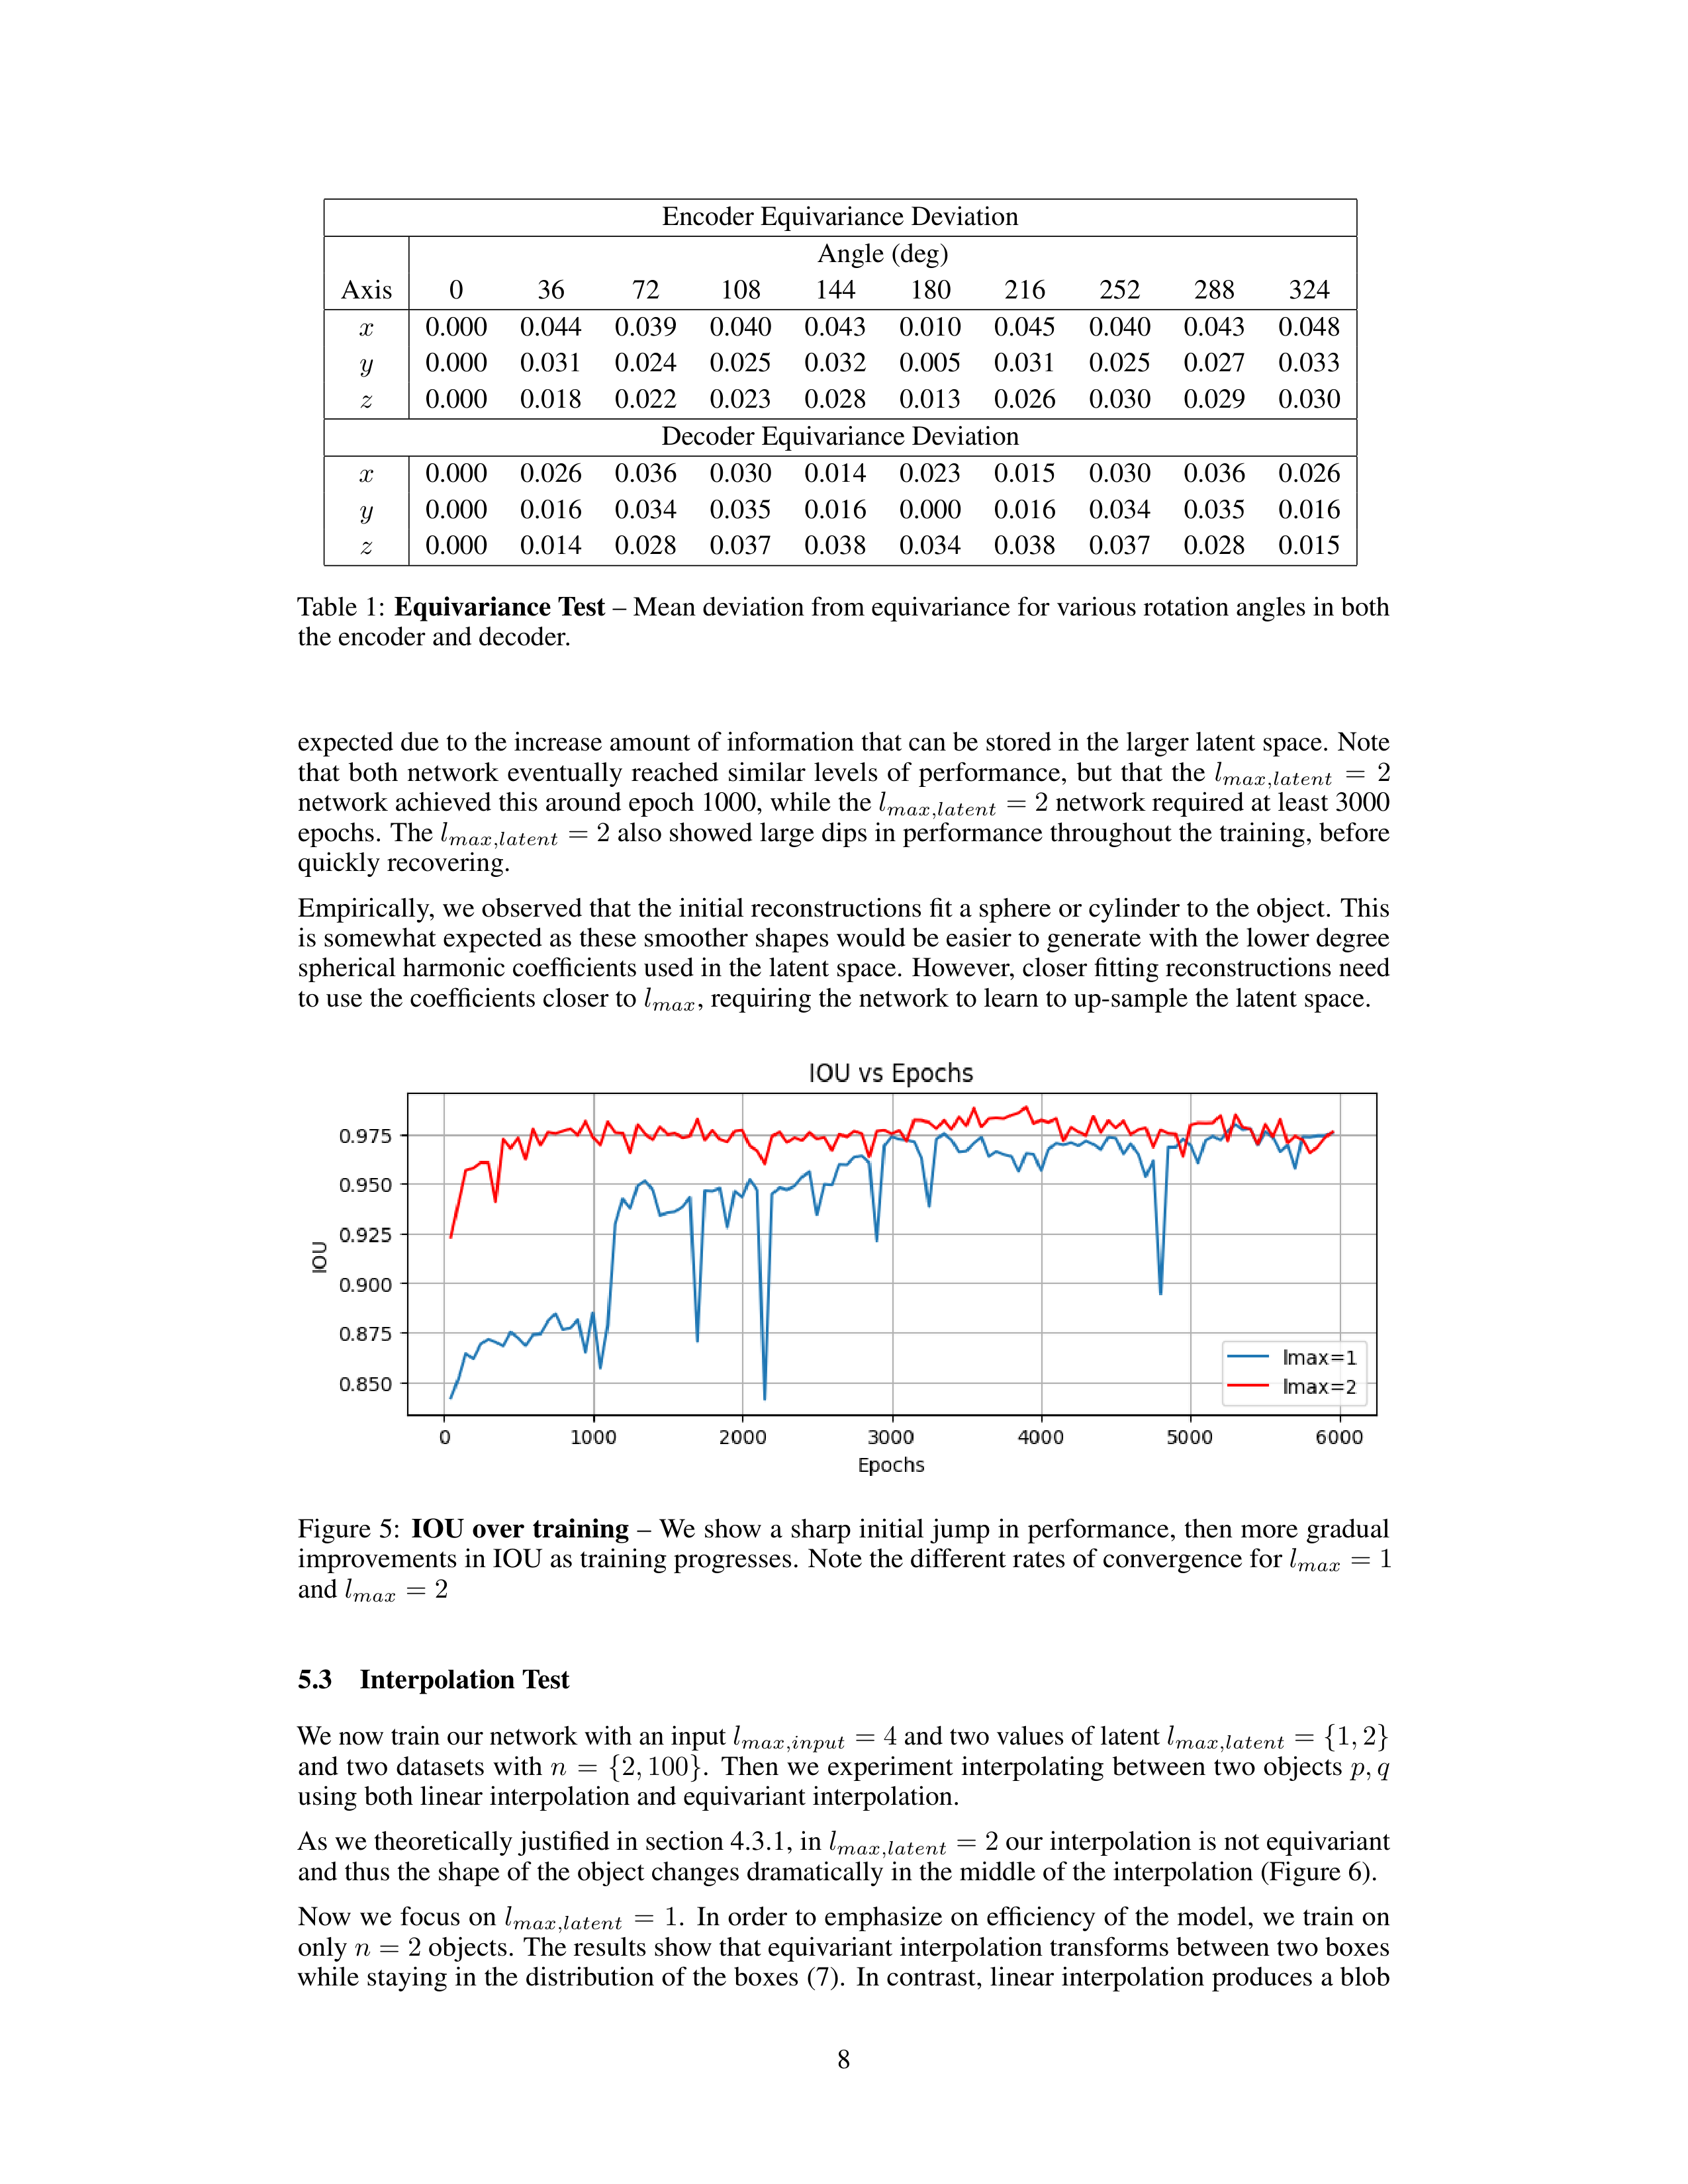 Encoder Equivariance Deviation
Angle (deg)
Axis 0 36 72 108 144 180 216 252 288 324
x 0.000 0.044 0.039 0.040 0.043 0.010 0.045 0.040 0.043 0.048
y 0.000 0.031 0.024 0.025 0.032 0.005 0.031 0.025 0.027 0.033
z 0.000 0.018 0.022 0.023 0.028 0.013 0.026 0.030 0.029 0.030
Decoder Equivariance Deviation
x 0.000 0.026 0.036 0.030 0.014 0.023 0.015 0.030 0.036 0.026
y 0.000 0.016 0.034 0.035 0.016 0.000 0.016 0.034 0.035 0.016
z 0.000 0.014 0.028 0.037 0.038 0.034 0.038 0.037 0.028 0.015
Table 1: Equivariance Test – Mean deviation from equivariance for various rotation angles in both
the encoder and decoder.
expected due to the increase amount of information that can be stored in the larger latent space. Note
that both network eventually reached similar levels of performance, but that the l_{max,latent} = 2
network achieved this around epoch 1000, while the l_{max,latent} = 2 network required at least 3000
epochs. The l_{max,latent} = 2 also showed large dips in performance throughout the training, before
quickly recovering.
Empirically, we observed that the initial reconstructions fit a sphere or cylinder to the object. This
is somewhat expected as these smoother shapes would be easier to generate with the lower degree
spherical harmonic coefficients used in the latent space. However, closer fitting reconstructions need
to use the coefficients closer to l_{max}, requiring the network to learn to up-sample the latent space.
IOU vs Epochs
0.975
0.950
0.925
0.900
0.875
0.850
IOU
lmax=1
lmax=2
0 1000 2000 3000 4000 5000 6000
Epochs
Figure 5: IOU over training – We show a sharp initial jump in performance, then more gradual
improvements in IOU as training progresses. Note the different rates of convergence for l_{max} = 1
and l_{max} = 2
5.3 Interpolation Test
We now train our network with an input l_{max,input} = 4 and two values of latent l_{max,latent} = {1, 2}
and two datasets with n = {2, 100}. Then we experiment interpolating between two objects p, q
using both linear interpolation and equivariant interpolation.
As we theoretically justified in section 4.3.1, in l_{max,latent} = 2 our interpolation is not equivariant
and thus the shape of the object changes dramatically in the middle of the interpolation (Figure 6).
Now we focus on l_{max,latent} = 1. In order to emphasize on efficiency of the model, we train on
only n = 2 objects. The results show that equivariant interpolation transforms between two boxes
while staying in the distribution of the boxes (7). In contrast, linear interpolation produces a blob
8